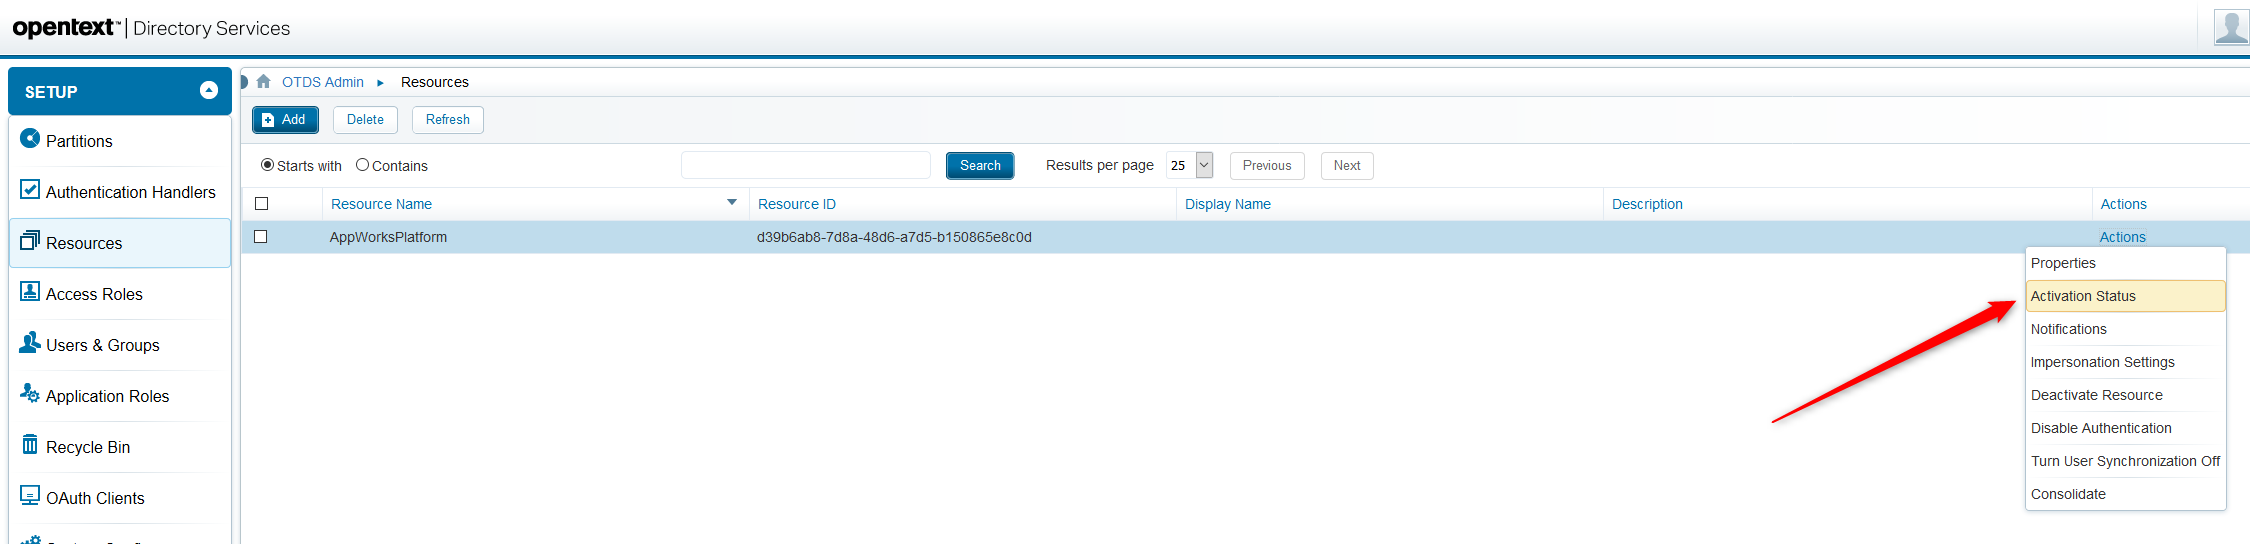 opentext™ | Directory Services
SETUP
Partitions
Authentication Handlers
Resources
Access Roles
Users & Groups
Application Roles
Recycle Bin
OAuth Clients
OTDS Admin ▸ Resources
Add Delete Refresh
Starts with Contains Search Results per page 25 Previous Next
Resource Name Resource ID Display Name Description Actions
AppWorksPlatform d39b6ab8-7d8a-48d6-a7d5-b150865e8c0d Actions
Properties
Activation Status
Notifications
Impersonation Settings
Deactivate Resource
Disable Authentication
Turn User Synchronization Off
Consolidate